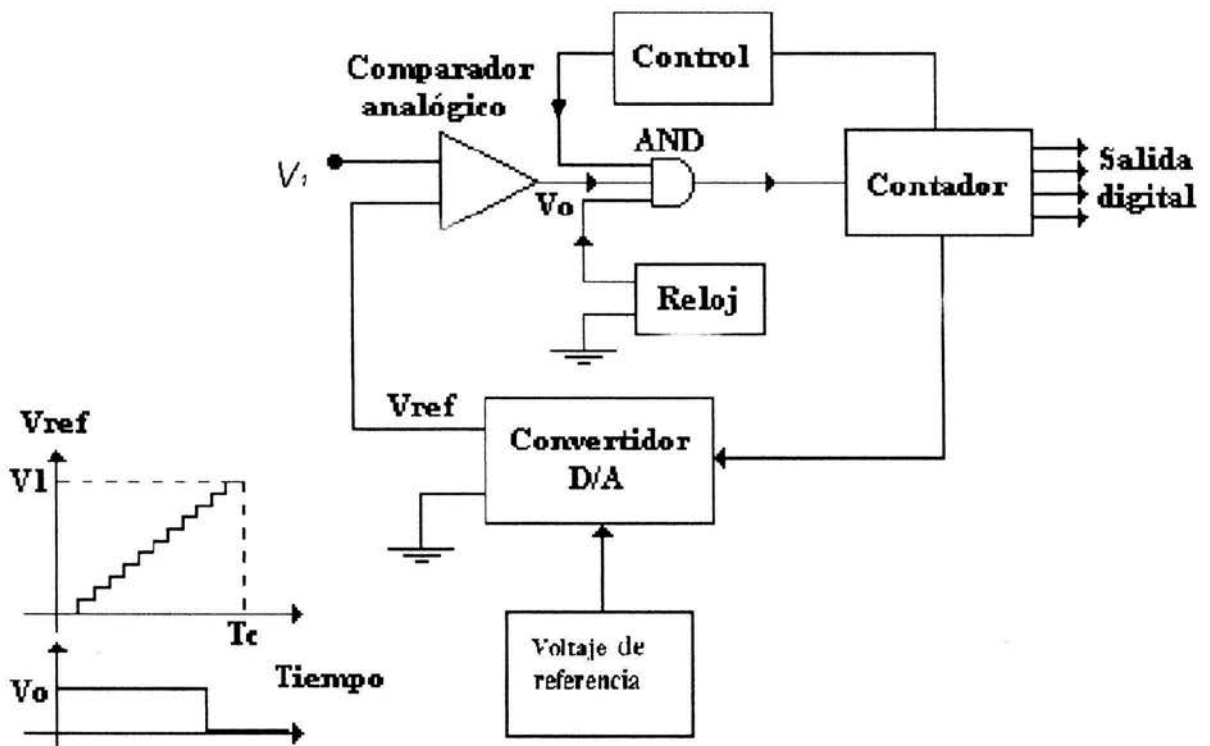 Control
Comparador
analógico
AND
V₁
Vo
Contador
Salida
digital
Reloj
Vref
Convertidor
D/A
Vref
V1
Tc
Tiempo
Vo
Voltaje de
referencia